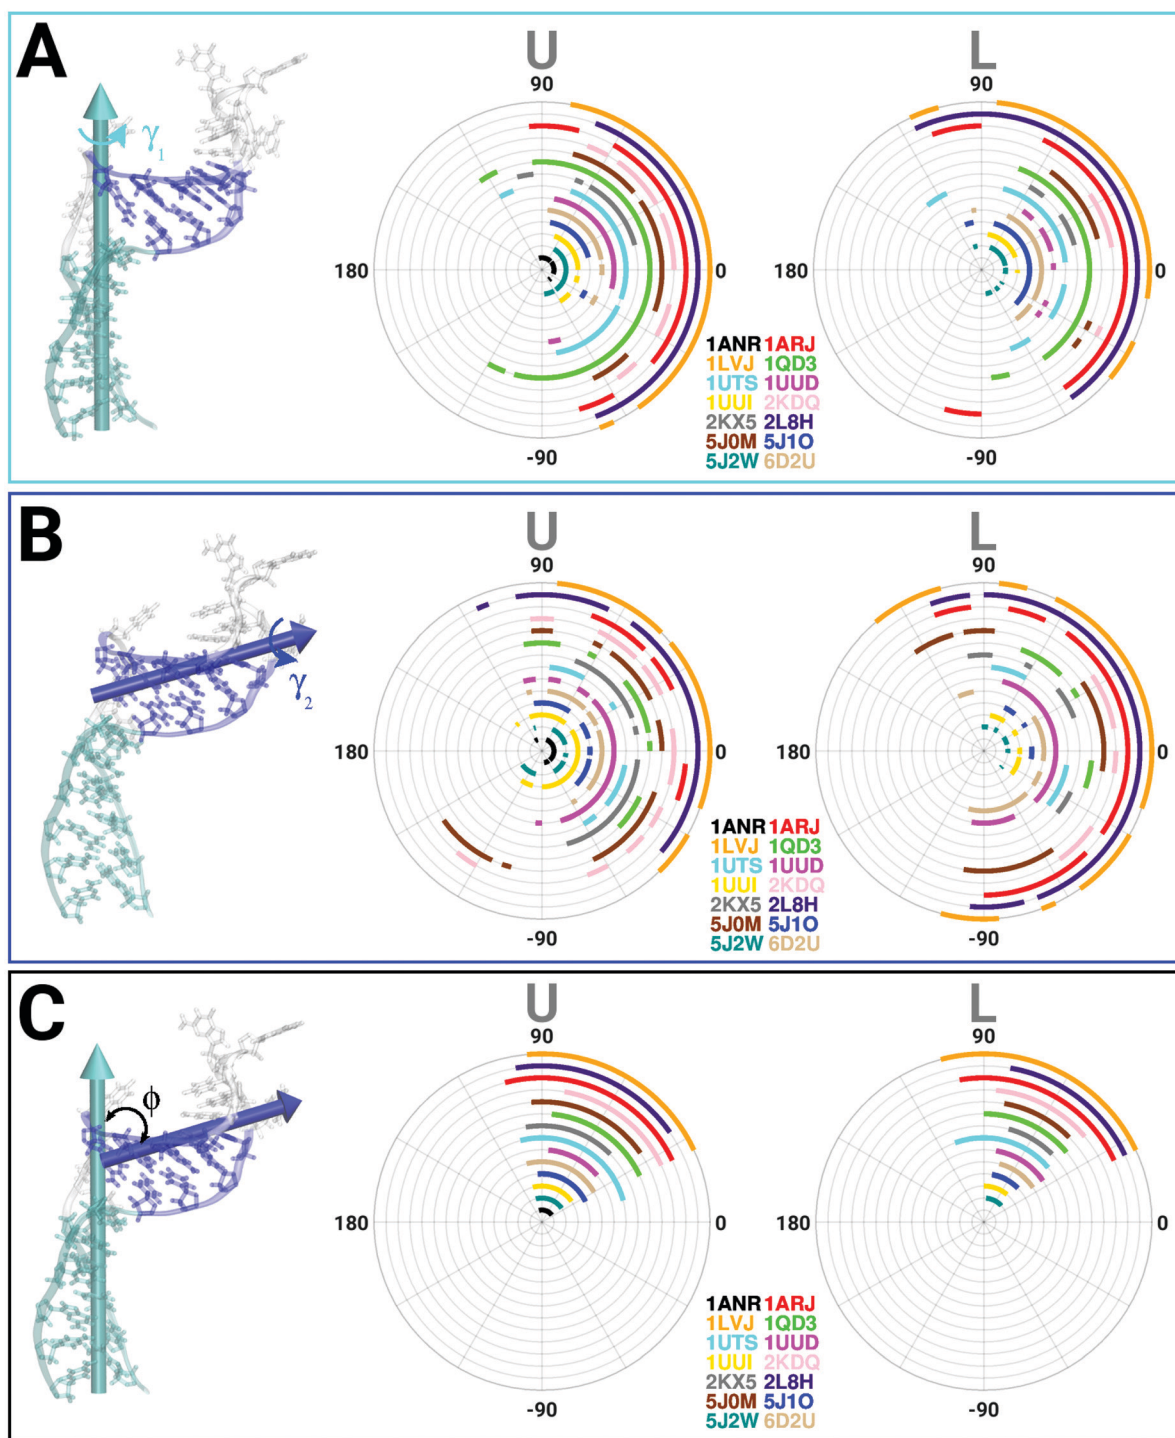 A
U
L
γ1
90
90
180
0
180
0
-90
-90
1ANR 1ARJ
1LVJ 1QD3
1UTS 1UUD
1UUI 2KDQ
2KX5 2L8H
5J0M 5J1O
5J2W 6D2U
B
U
L
γ2
90
90
180
0
180
0
-90
-90
1ANR 1ARJ
1LVJ 1QD3
1UTS 1UUD
1UUI 2KDQ
2KX5 2L8H
5J0M 5J1O
5J2W 6D2U
C
U
L
ϕ
90
90
180
0
180
0
-90
-90
1ANR 1ARJ
1LVJ 1QD3
1UTS 1UUD
1UUI 2KDQ
2KX5 2L8H
5J0M 5J1O
5J2W 6D2U